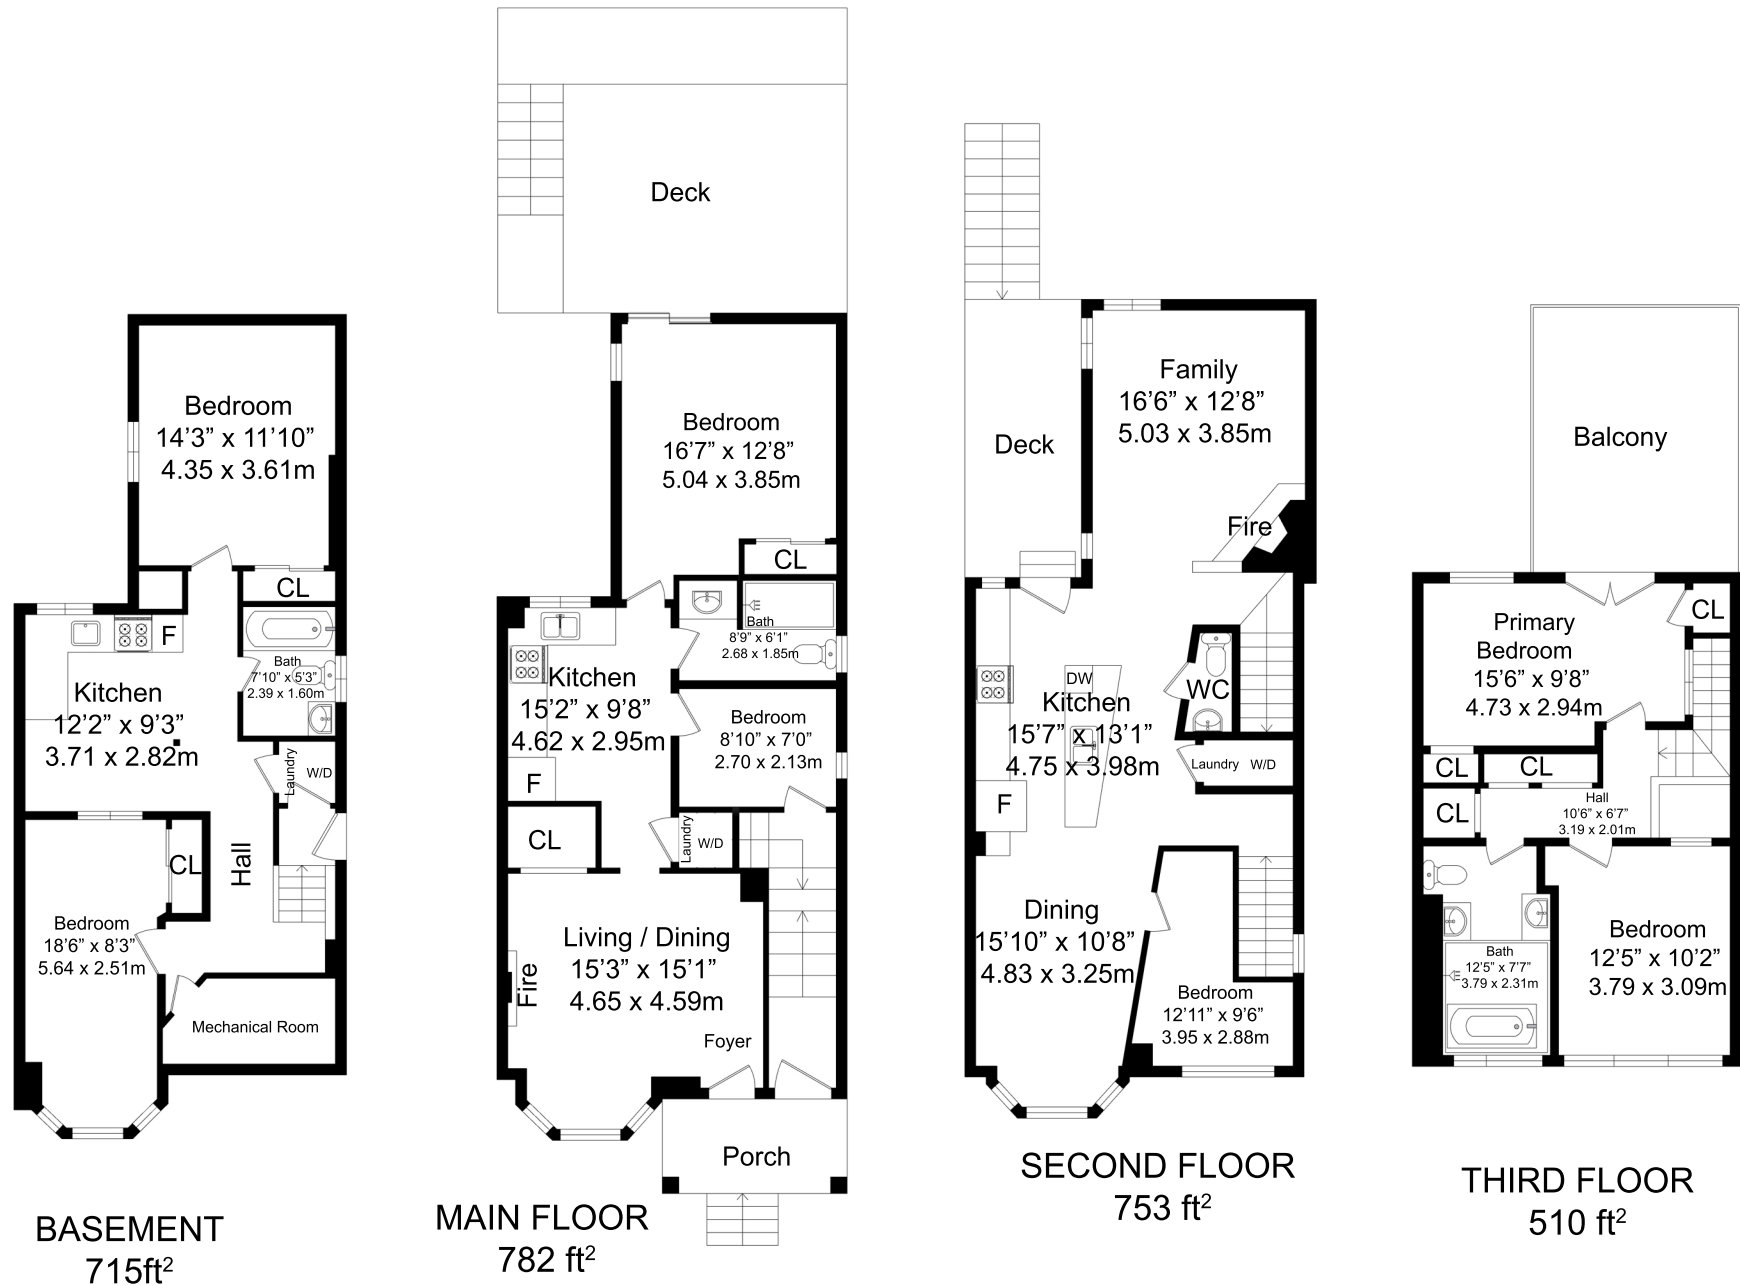 Bedroom
14’3” x 11’10”
4.35 x 3.61m
CL
F
Bath
7’10” x 5’3”
2.39 x 1.60m
Kitchen
12’2” x 9’3”
3.71 x 2.82m
Laundry
W/D
CL
Hall
Bedroom
18’6” x 8’3”
5.64 x 2.51m
Mechanical Room
BASEMENT
715ft²
Deck
Bedroom
16’7” x 12’8”
5.04 x 3.85m
CL
Bath
8’9” x 6’1”
2.68 x 1.85m
Kitchen
15’2” x 9’8”
4.62 x 2.95m
Bedroom
8’10” x 7’0”
2.70 x 2.13m
F
CL
Laundry
W/D
Living / Dining
15’3” x 15’1”
4.65 x 4.59m
Fire
Foyer
Porch
MAIN FLOOR
782 ft²
Family
16’6” x 12’8”
5.03 x 3.85m
Deck
Fire
DW
WC
Kitchen
15’7” x 13’1”
4.75 x 3.98m
Laundry
W/D
F
Dining
15’10” x 10’8”
4.83 x 3.25m
Bedroom
12’11” x 9’6”
3.95 x 2.88m
SECOND FLOOR
753 ft²
Balcony
Primary
Bedroom
15’6” x 9’8”
4.73 x 2.94m
CL
CL
CL
CL
Hall
10’6” x 6’7”
3.19 x 2.01m
Bath
12’5” x 7’7”
3.79 x 2.31m
Bedroom
12’5” x 10’2”
3.79 x 3.09m
THIRD FLOOR
510 ft²